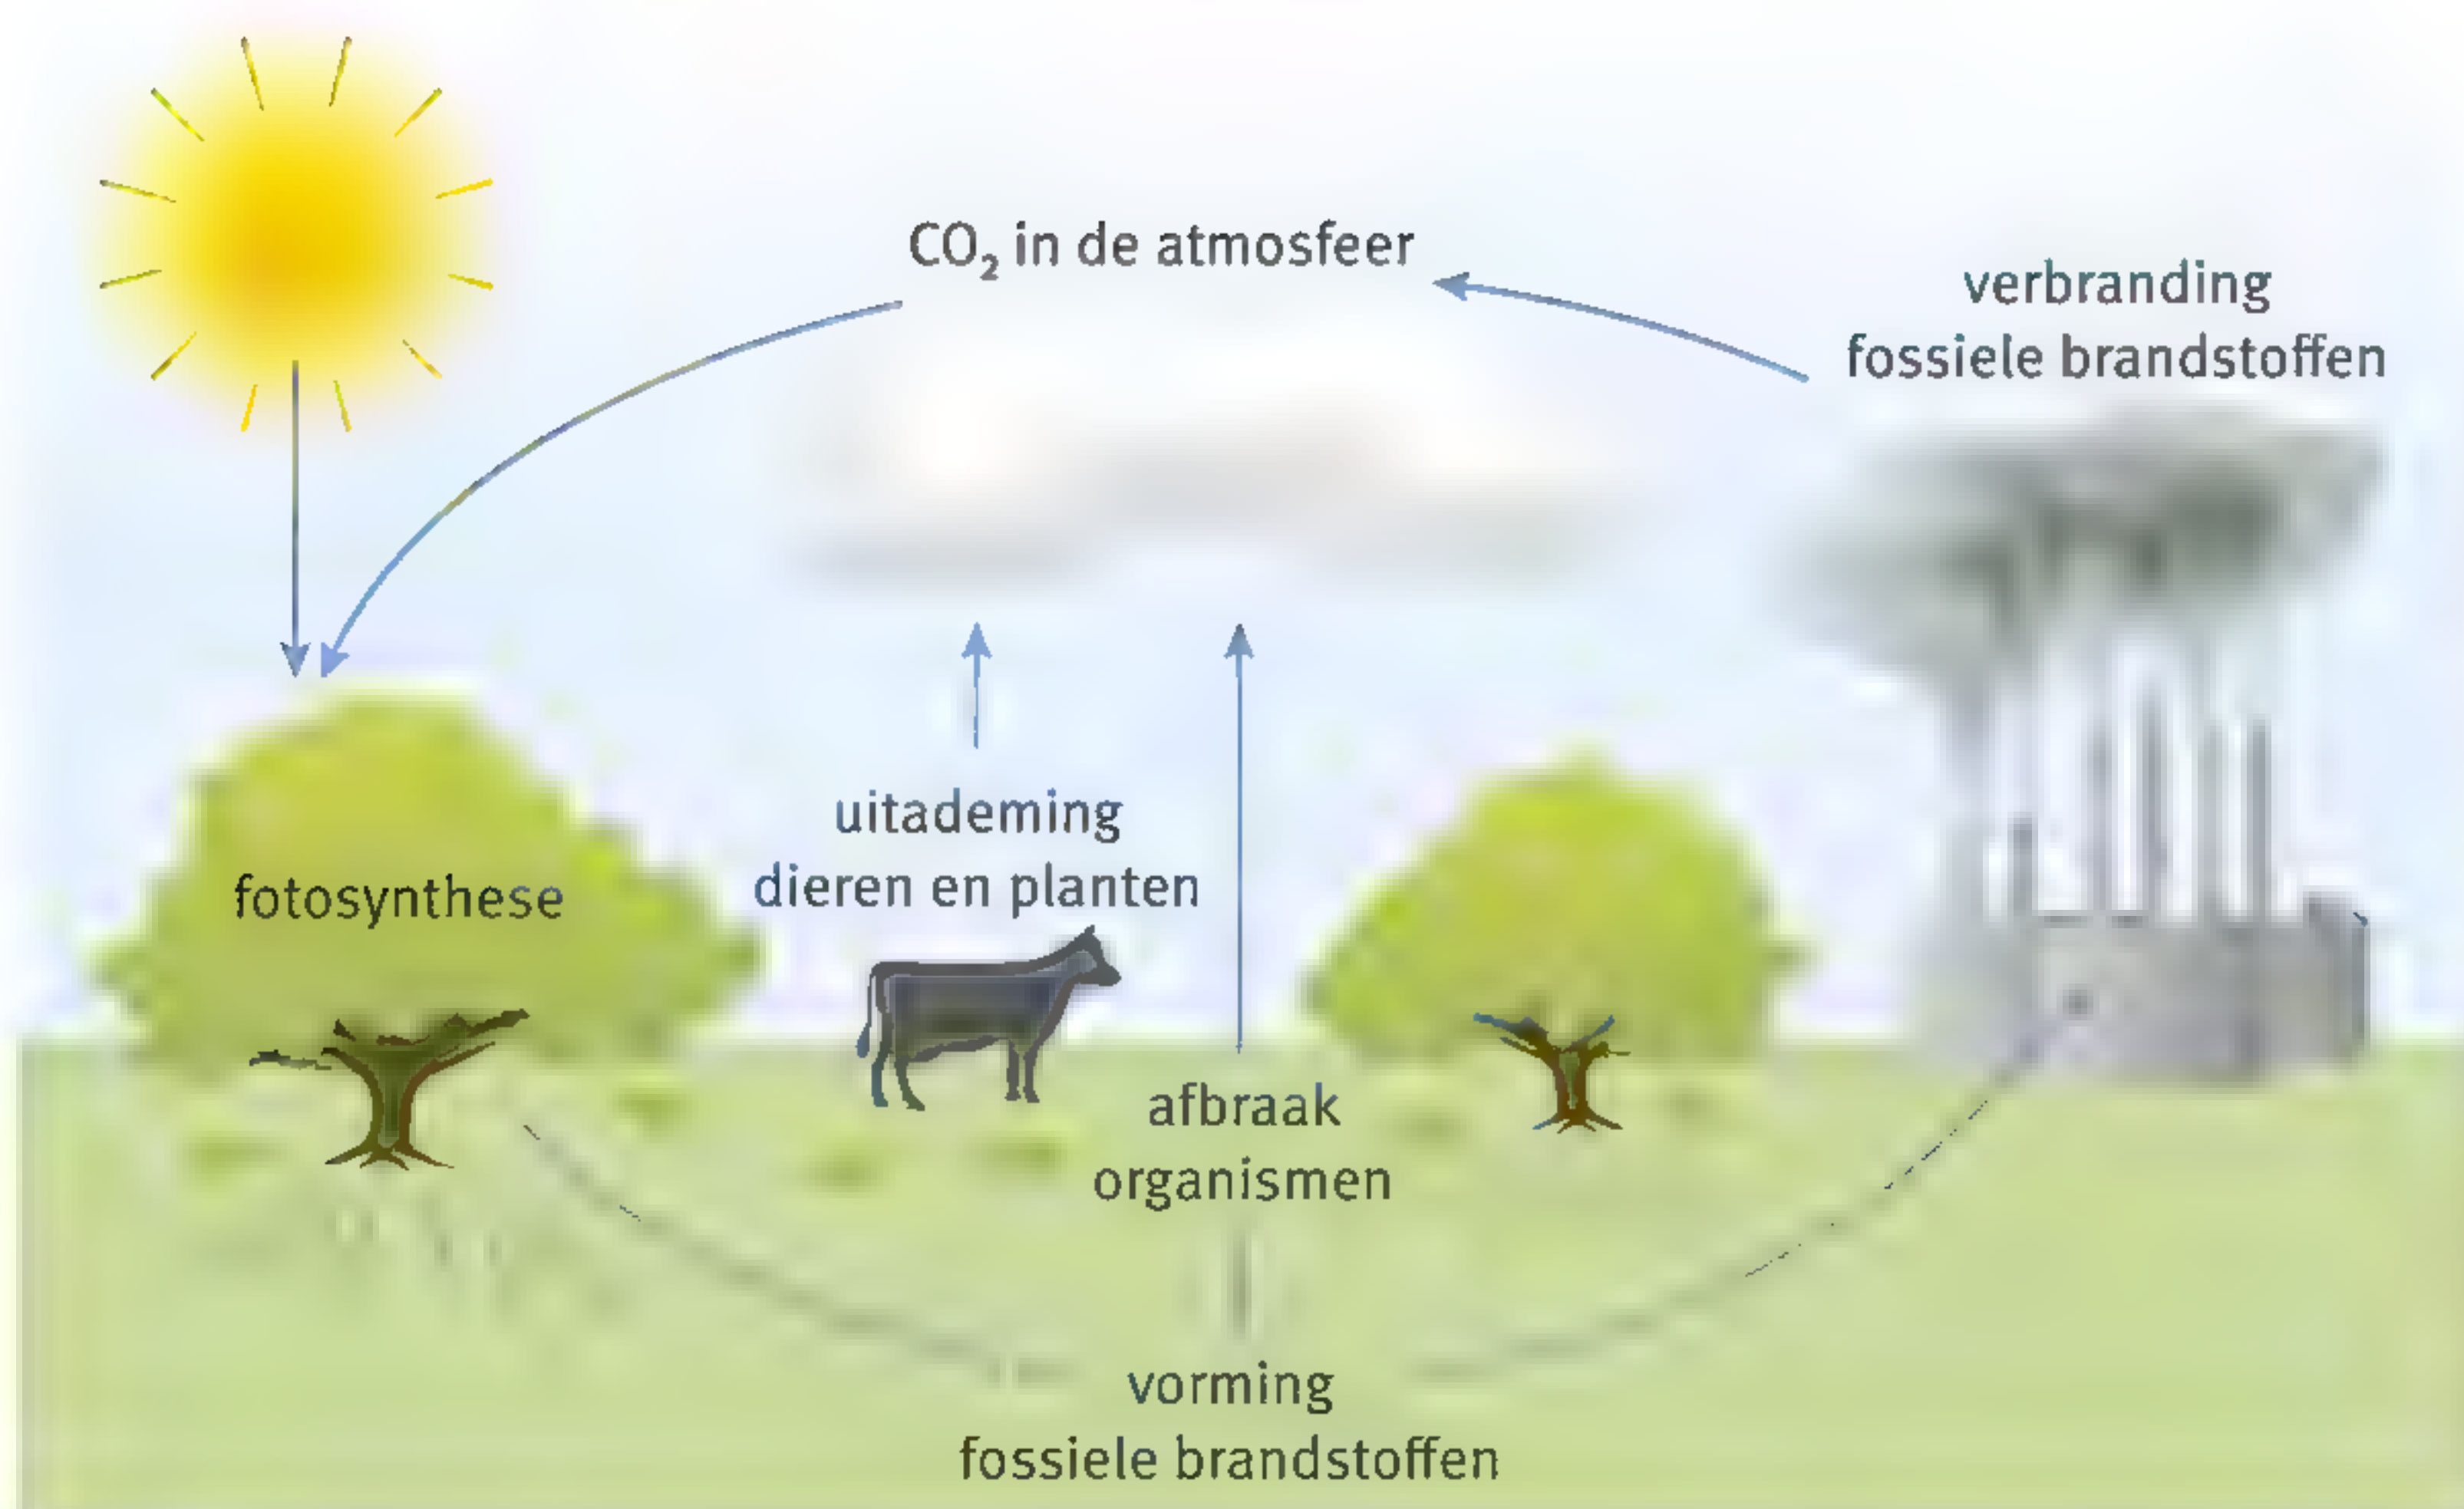 CO₂ in de atmosfeer
verbranding
fossiele brandstoffen
uitademing
dieren en planten
fotosynthese
afbraak
organismen
vorming
fossiele brandstoffen